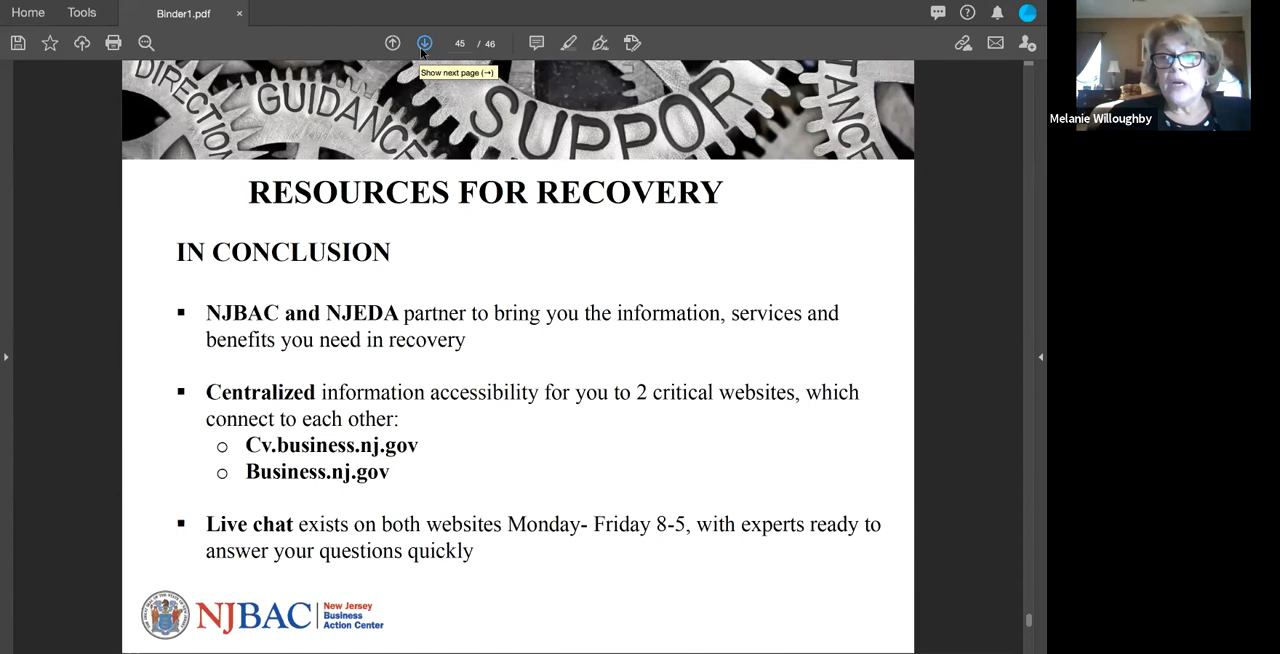 Home Tools Binder1.pdf ×
45 / 46
Show next page (→)
Melanie Willoughby
DIRECTION GUIDANCE SUPPORT TANCE
RESOURCES FOR RECOVERY
IN CONCLUSION
▪ NJBAC and NJEDA partner to bring you the information, services and
benefits you need in recovery
▪ Centralized information accessibility for you to 2 critical websites, which
connect to each other:
o Cv.business.nj.gov
o Business.nj.gov
▪ Live chat exists on both websites Monday- Friday 8-5, with experts ready to
answer your questions quickly
NJBAC
New Jersey
Business
Action Center